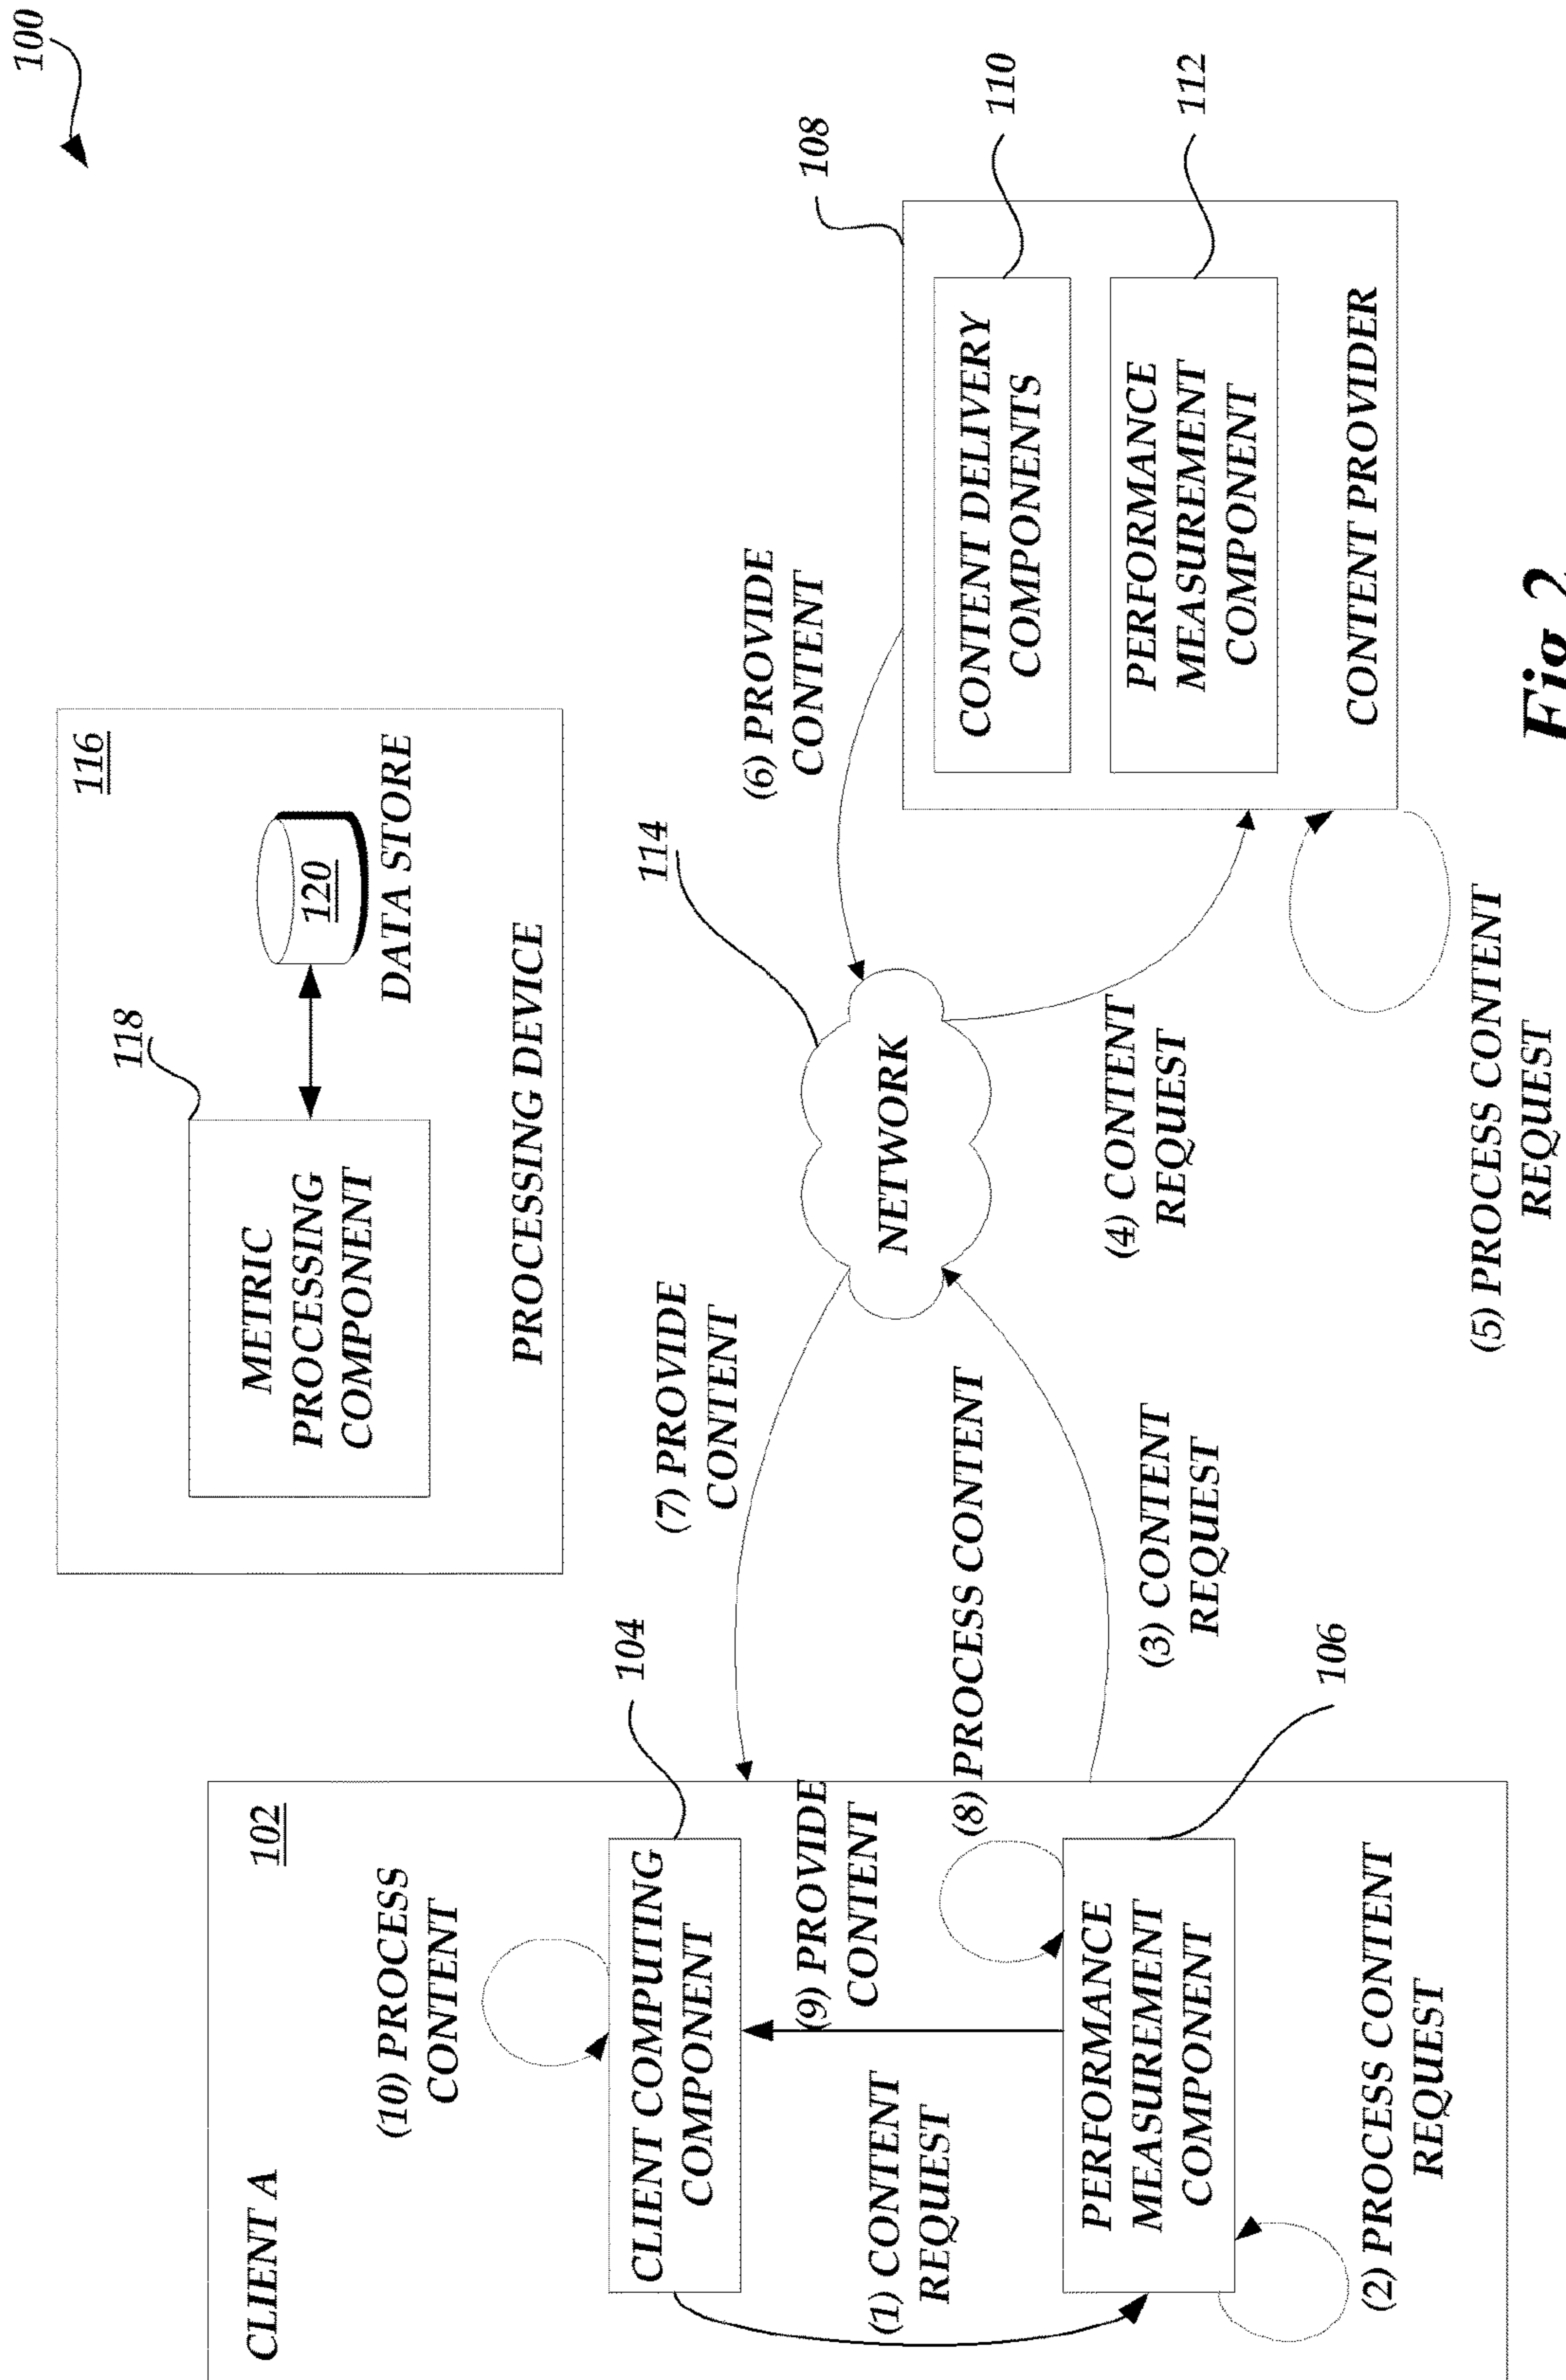 100
CLIENT A
102
(10) PROCESS
CONTENT
CLIENT COMPUTING
COMPONENT
104
(1) CONTENT
REQUEST
(9) PROVIDE
CONTENT
(8) PROCESS CONTENT
PERFORMANCE
MEASUREMENT
COMPONENT
106
(2) PROCESS CONTENT
REQUEST
116
118
METRIC
PROCESSING
COMPONENT
120
DATA STORE
PROCESSING DEVICE
(7) PROVIDE
CONTENT
(3) CONTENT
REQUEST
114
NETWORK
(6) PROVIDE
CONTENT
(4) CONTENT
REQUEST
108
CONTENT DELIVERY
COMPONENTS
110
PERFORMANCE
MEASUREMENT
COMPONENT
112
CONTENT PROVIDER
(5) PROCESS CONTENT
REQUEST
Fig.2.